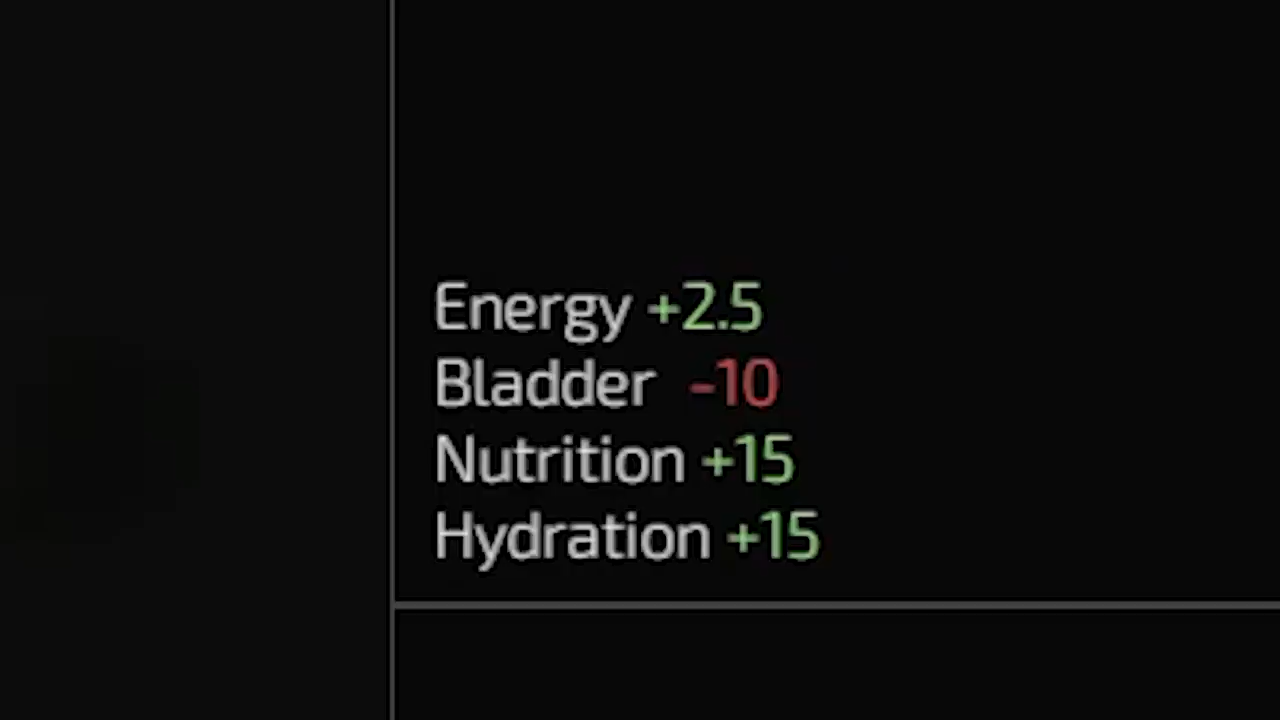 Energy +2.5
Bladder -10
Nutrition +15
Hydration +15